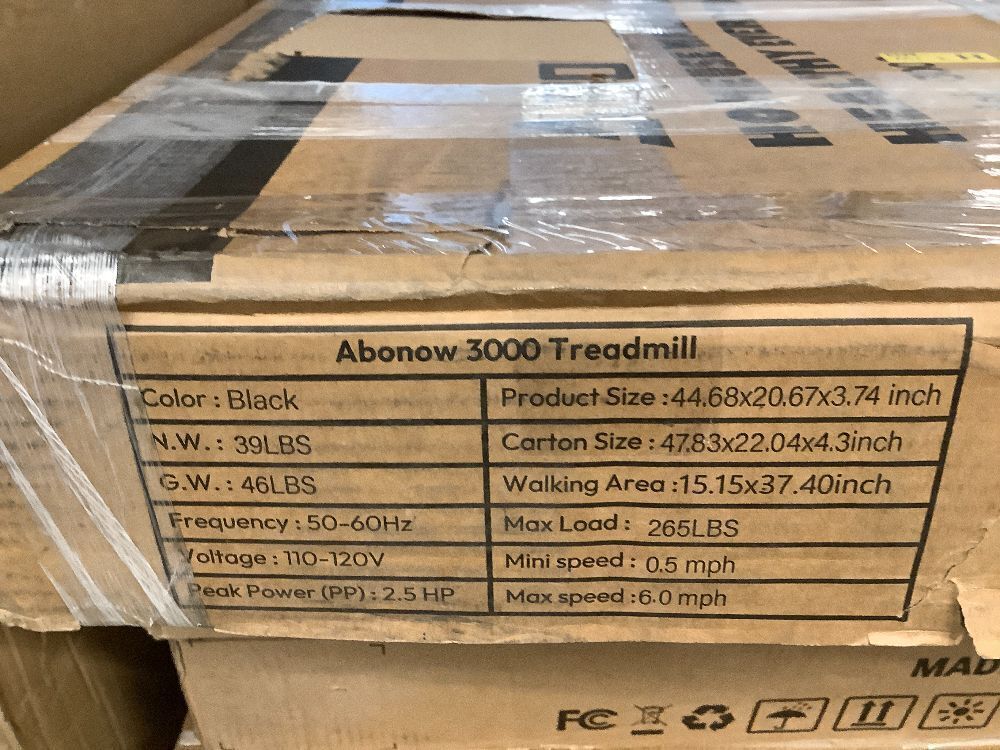 Abonow 3000 Treadmill
Color : Black
Product Size :44.68x20.67x3.74 inch
N.W. : 39LBS
Carton Size : 47.83x22.04x4.3inch
G.W. : 46LBS
Walking Area :15.15x37.40inch
Frequency : 50-60Hz
Max Load : 265LBS
Voltage : 110-120V
Mini speed : 0.5 mph
Peak Power (PP) : 2.5 HP
Max speed :6.0 mph
FC